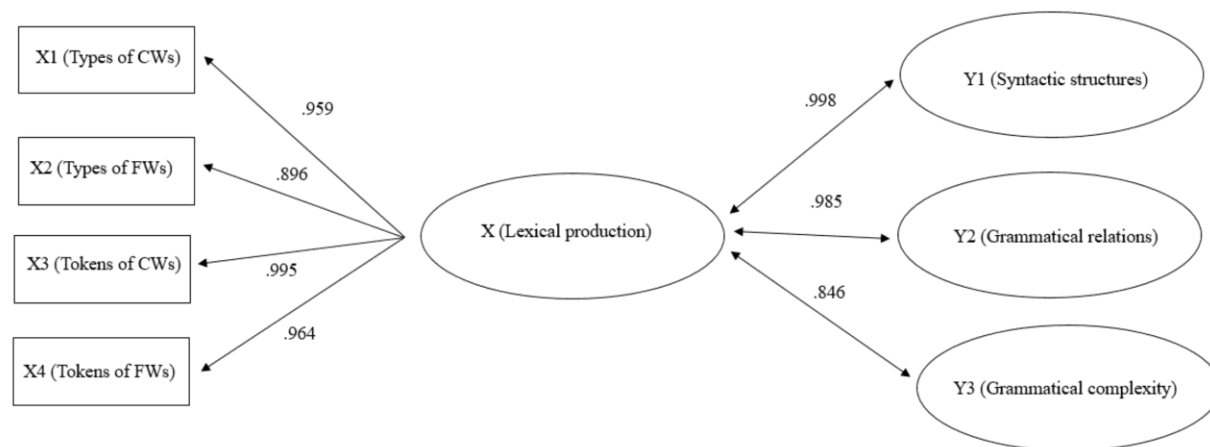 X1 (Types of CWs)
X2 (Types of FWs)
X3 (Tokens of CWs)
X4 (Tokens of FWs)
.959
.896
.995
.964
X (Lexical production)
.998
.985
.846
Y1 (Syntactic structures)
Y2 (Grammatical relations)
Y3 (Grammatical complexity)